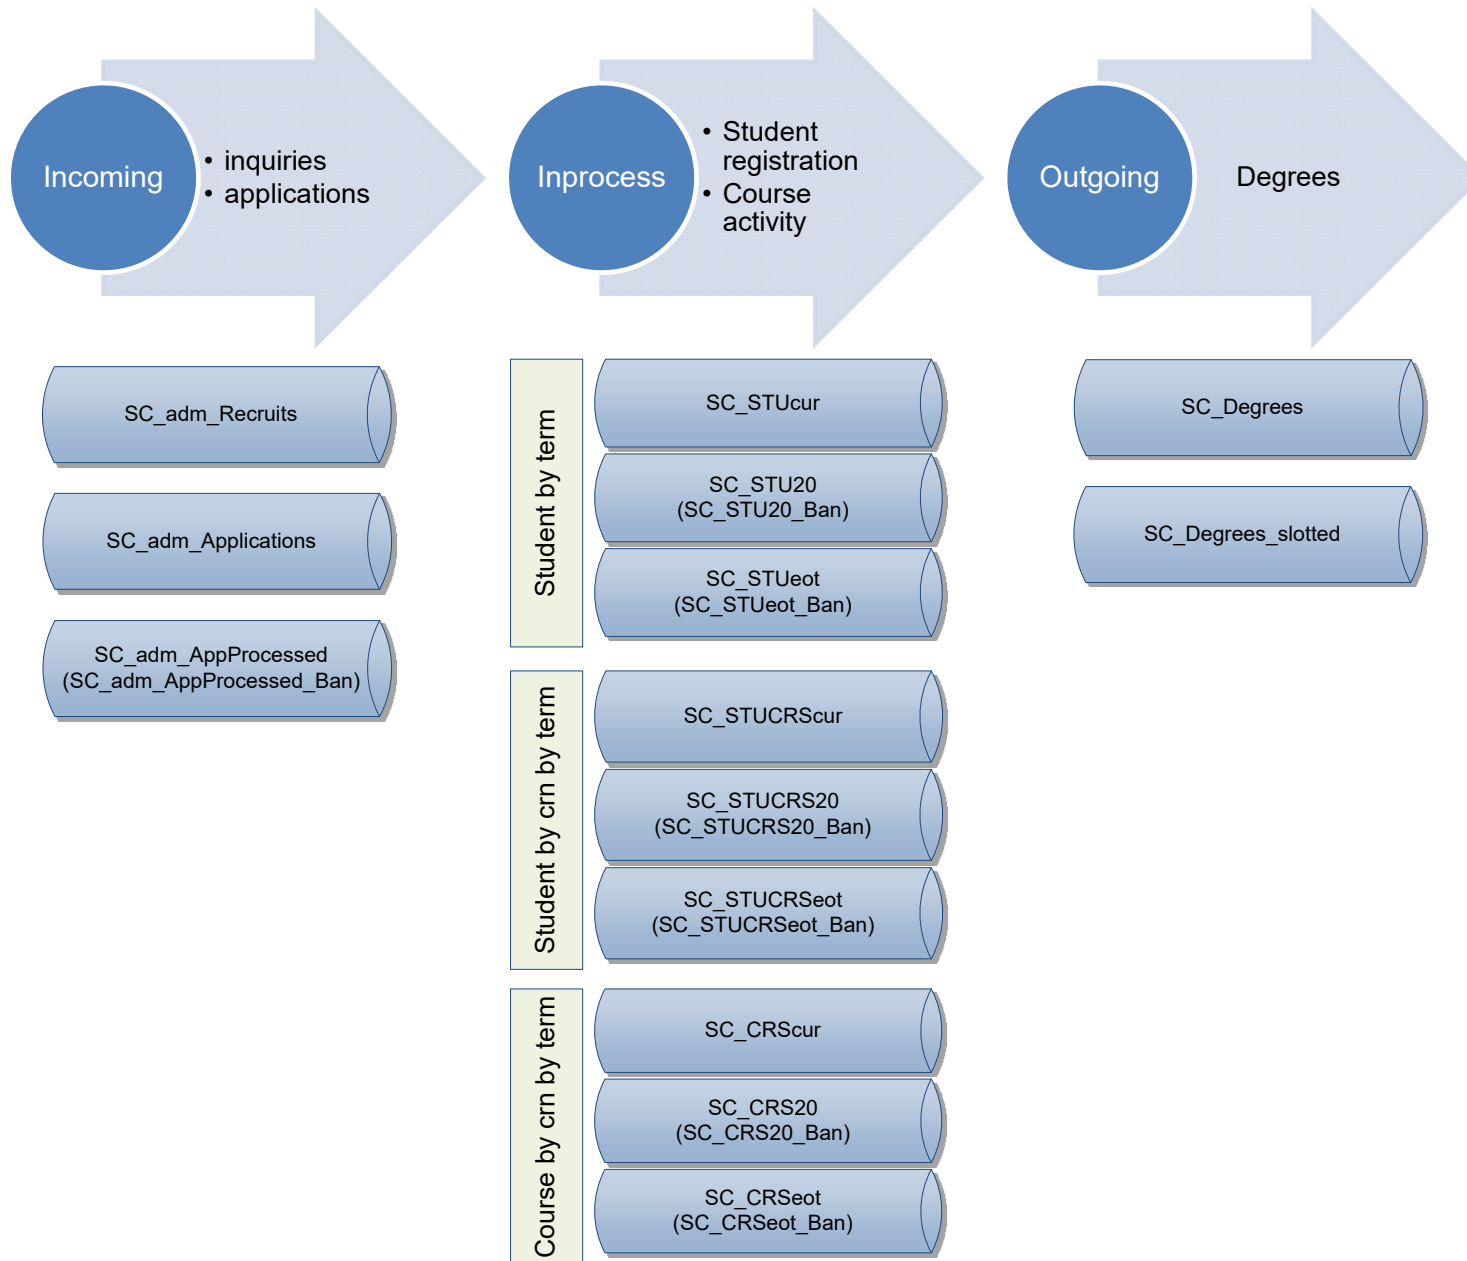 Incoming
• inquiries
• applications
Inprocess
• Student
registration
• Course
activity
Outgoing
Degrees
SC_adm_Recruits
SC_adm_Applications
SC_adm_AppProcessed
(SC_adm_AppProcessed_Ban)
Student by term
SC_STUcur
SC_STU20
(SC_STU20_Ban)
SC_STUeot
(SC_STUeot_Ban)
Student by crn by term
SC_STUCRScur
SC_STUCRS20
(SC_STUCRS20_Ban)
SC_STUCRSeot
(SC_STUCRSeot_Ban)
Course by crn by term
SC_CRScur
SC_CRS20
(SC_CRS20_Ban)
SC_CRSeot
(SC_CRSeot_Ban)
SC_Degrees
SC_Degrees_slotted